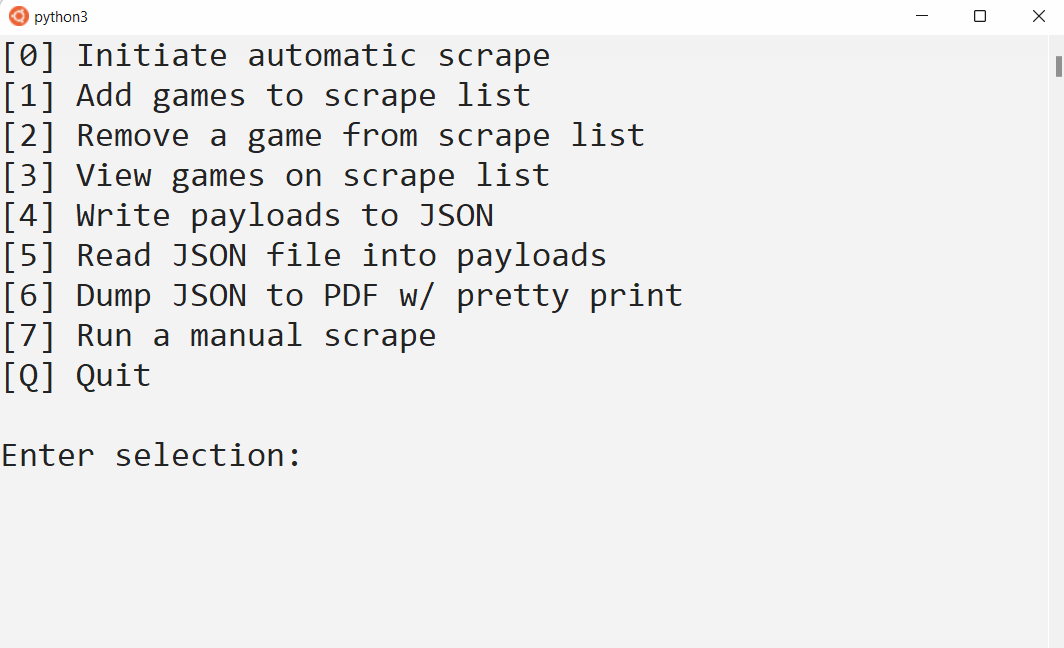 python3
[0] Initiate automatic scrape
[1] Add games to scrape list
[2] Remove a game from scrape list
[3] View games on scrape list
[4] Write payloads to JSON
[5] Read JSON file into payloads
[6] Dump JSON to PDF w/ pretty print
[7] Run a manual scrape
[Q] Quit
Enter selection: